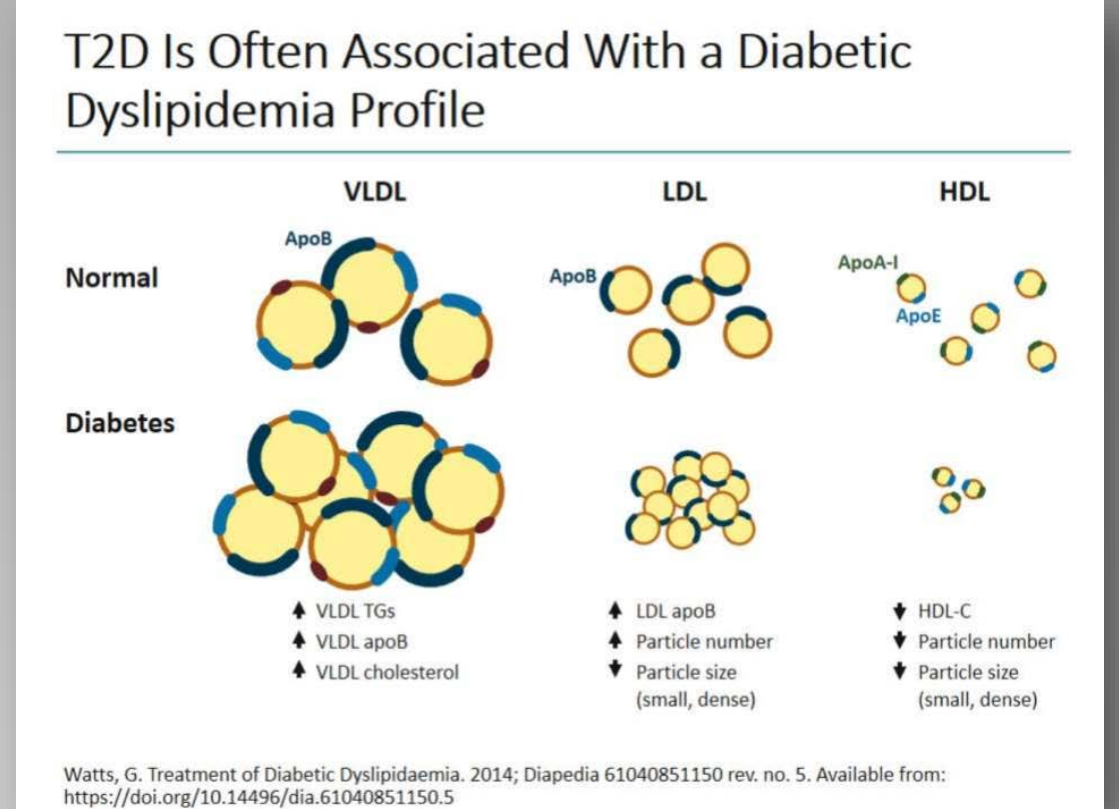 T2D Is Often Associated With a Diabetic
Dyslipidemia Profile
VLDL
LDL
HDL
Normal
ApoB
ApoB
ApoA-I
ApoE
Diabetes
↑ VLDL TGs
↑ VLDL apoB
↑ VLDL cholesterol
↑ LDL apoB
↑ Particle number
↓ Particle size
(small, dense)
↓ HDL-C
↓ Particle number
↓ Particle size
(small, dense)
Watts, G. Treatment of Diabetic Dyslipidaemia. 2014; Diapedia 61040851150 rev. no. 5. Available from:
https://doi.org/10.14496/dia.61040851150.5